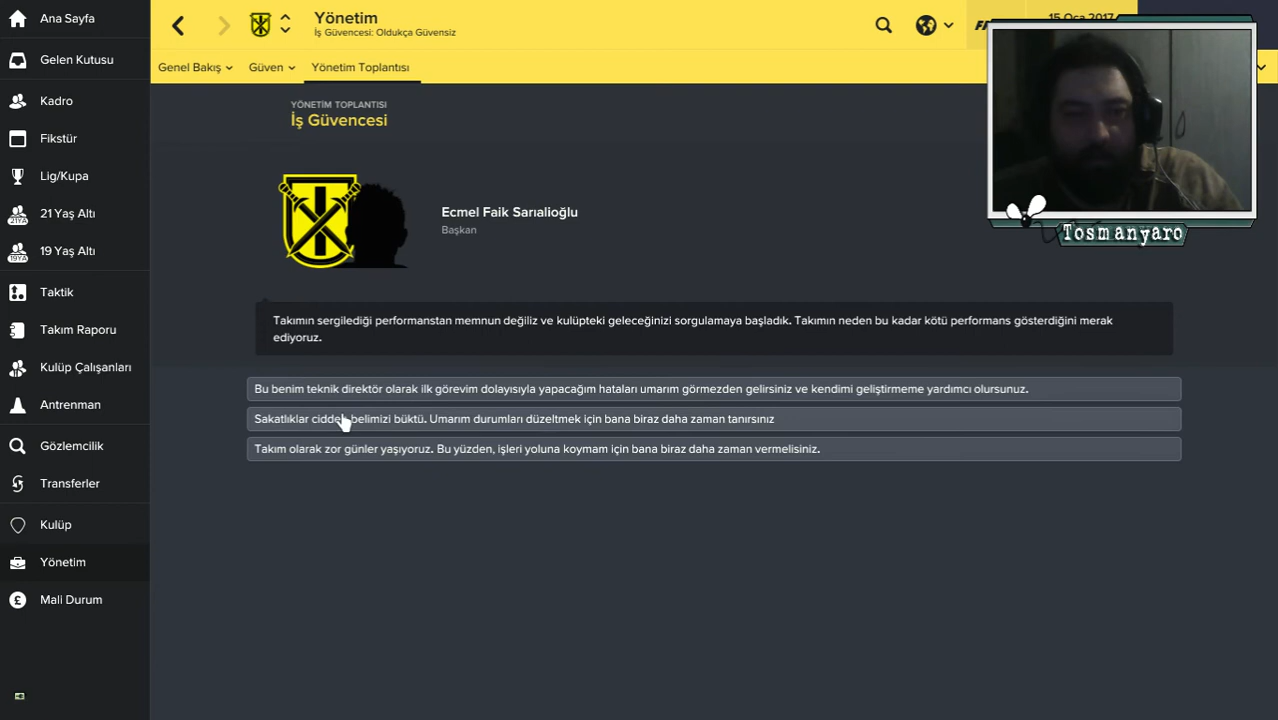 Ana Sayfa
Gelen Kutusu
Kadro
Fikstür
Lig/Kupa
21 Yaş Altı
19 Yaş Altı
Taktik
Takım Raporu
Kulüp Çalışanları
Antrenman
Gözlemcilik
Transferler
Kulüp
Yönetim
Mali Durum
Yönetim
İş Güvencesi: Oldukça Güvensiz
15 Oca 2017
Genel Bakış
Güven
Yönetim Toplantısı
YÖNETİM TOPLANTISI
İş Güvencesi
Ecmel Faik Sarıalioğlu
Başkan
Takımın sergilediği performanstan memnun değiliz ve kulüpteki geleceğinizi sorgulamaya başladık. Takımın neden bu kadar kötü performans gösterdiğini merak
ediyoruz.
Bu benim teknik direktör olarak ilk görevim dolayısıyla yapacağım hataları umarım görmezden gelirsiniz ve kendimi geliştirmeme yardımcı olursunuz.
Sakatlıklar ciddi belimizi büktü. Umarım durumları düzeltmek için bana biraz daha zaman tanırsınız
Takım olarak zor günler yaşıyoruz. Bu yüzden, işleri yoluna koymam için bana biraz daha zaman vermelisiniz.
Tosmanyaro